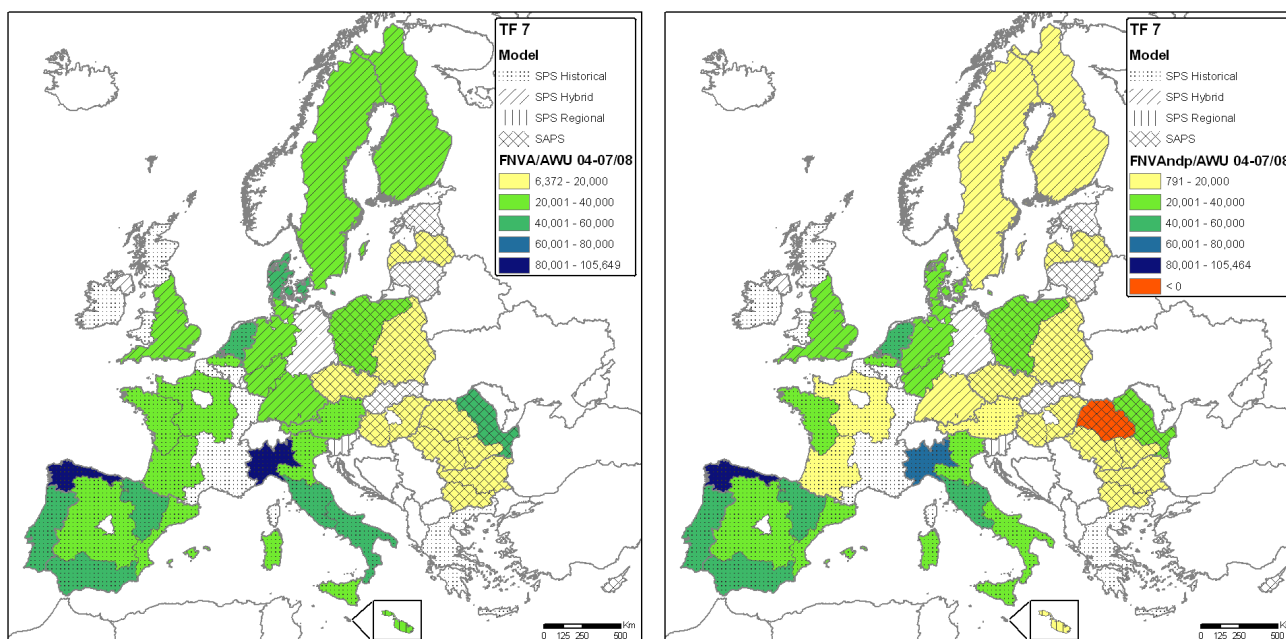 TF 7
Model
SPS Historical
SPS Hybrid
SPS Regional
SAPS
FNVA/AWU 04-07/08
6,372 - 20,000
20,001 - 40,000
40,001 - 60,000
60,001 - 80,000
80,001 - 105,649
Km
0 125 250 500
TF 7
Model
SPS Historical
SPS Hybrid
SPS Regional
SAPS
FNVAndp/AWU 04-07/08
791 - 20,000
20,001 - 40,000
40,001 - 60,000
60,001 - 80,000
80,001 - 105,464
< 0
Km
0 125 250 500